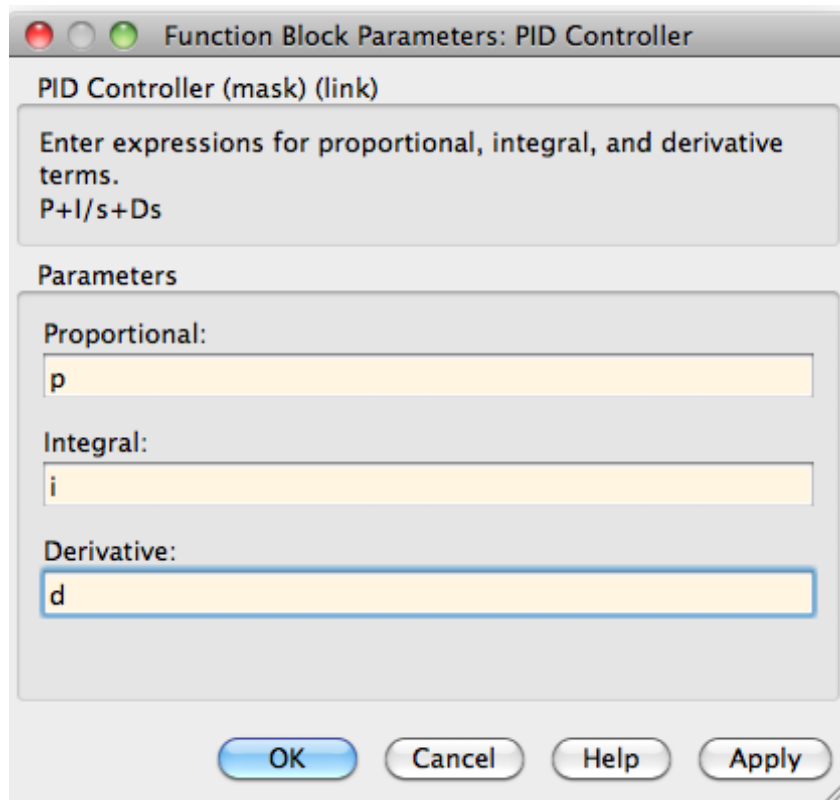 Function Block Parameters: PID Controller
PID Controller (mask) (link)
Enter expressions for proportional, integral, and derivative
terms.
P+I/s+Ds
Parameters
Proportional:
p
Integral:
i
Derivative:
d
OK Cancel Help Apply